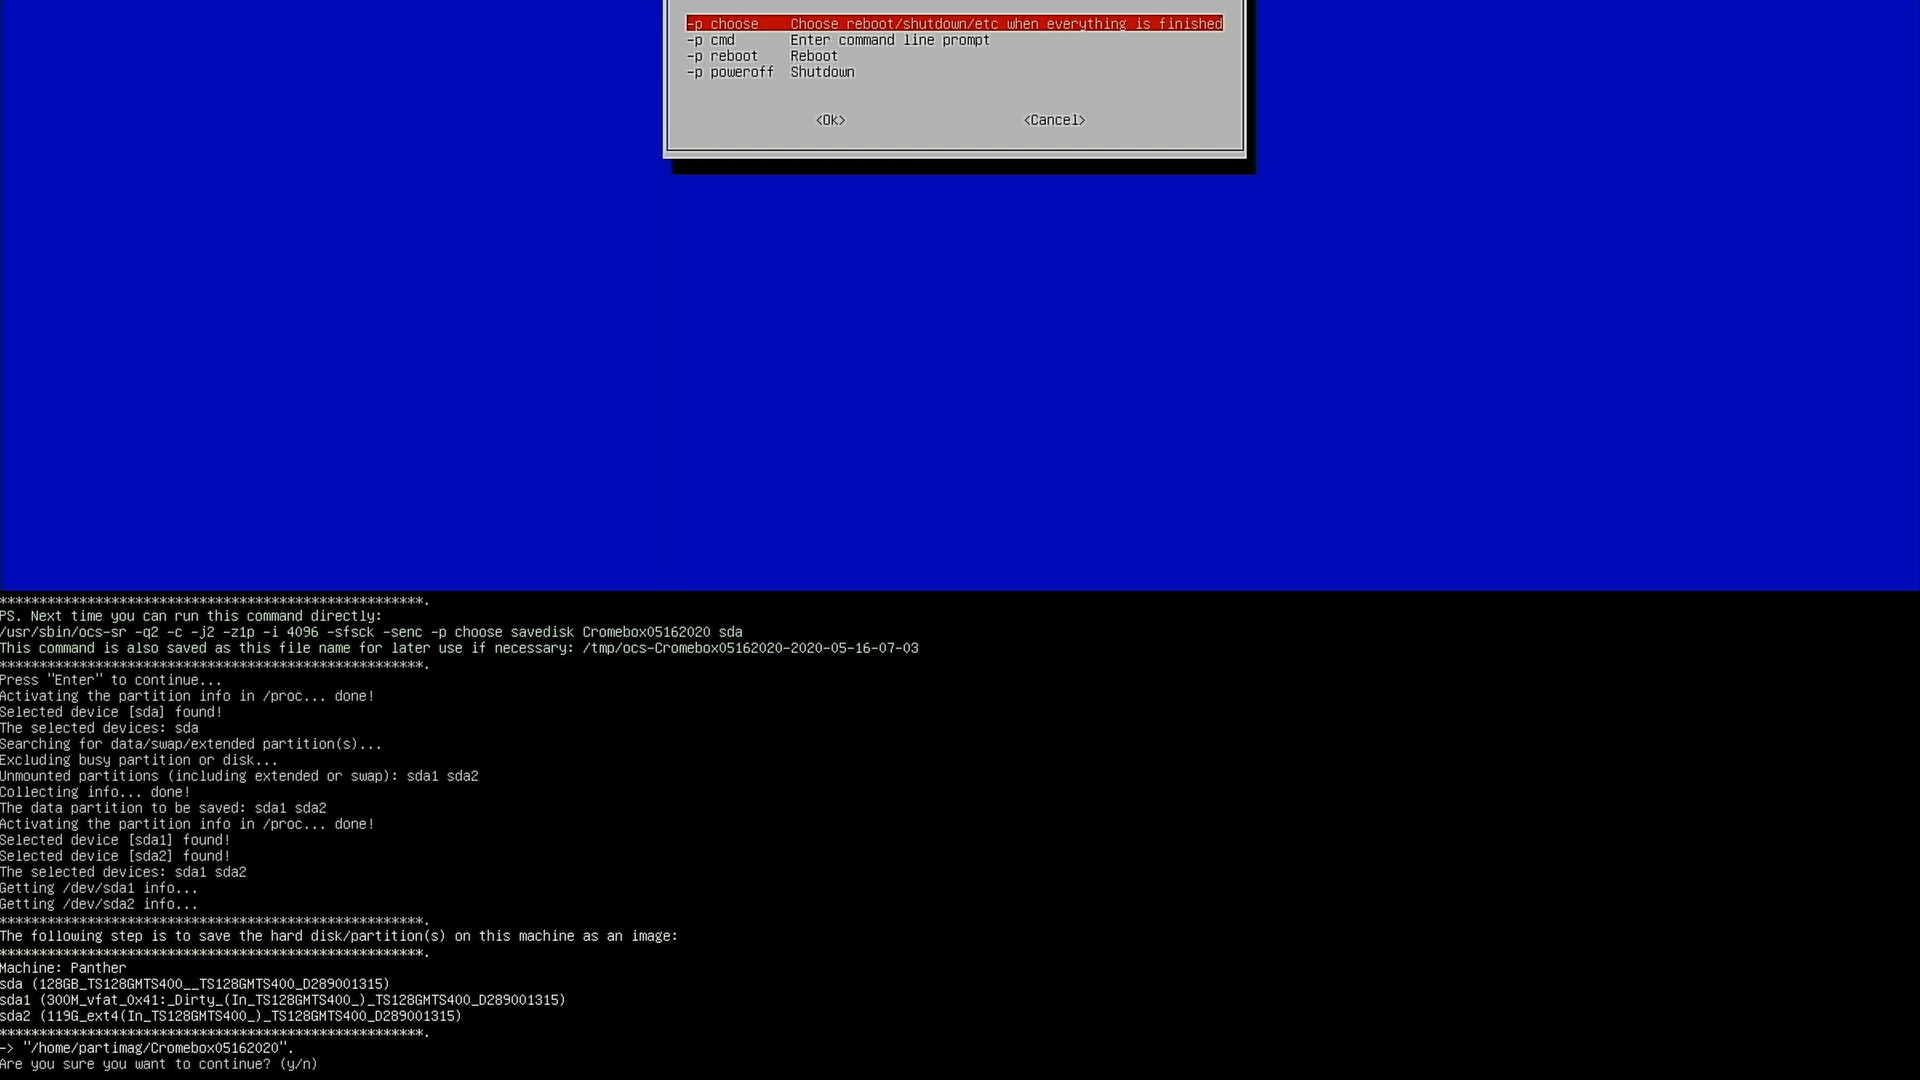 -p choose    Choose reboot/shutdown/etc when everything is finished
-p cmd       Enter command line prompt
-p reboot    Reboot
-p poweroff  Shutdown
<Ok>                      <Cancel>
*****************************************************.
PS. Next time you can run this command directly:
/usr/sbin/ocs-sr -q2 -c -j2 -z1p -i 4096 -sfsck -senc -p choose savedisk Cromebox05162020 sda
This command is also saved as this file name for later use if necessary: /tmp/ocs-Cromebox05162020-2020-05-16-07-03
*****************************************************.
Press "Enter" to continue...
Activating the partition info in /proc... done!
Selected device [sda] found!
The selected devices: sda
Searching for data/swap/extended partition(s)...
Excluding busy partition or disk...
Unmounted partitions (including extended or swap): sda1 sda2
Collecting info... done!
The data partition to be saved: sda1 sda2
Activating the partition info in /proc... done!
Selected device [sda1] found!
Selected device [sda2] found!
The selected devices: sda1 sda2
Getting /dev/sda1 info...
Getting /dev/sda2 info...
*****************************************************.
The following step is to save the hard disk/partition(s) on this machine as an image:
*****************************************************.
Machine: Panther
sda (128GB_TS128GMTS400__TS128GMTS400_D289001315)
sda1 (300M_vfat_0x41:_Dirty_(In_TS128GMTS400_)_TS128GMTS400_D289001315)
sda2 (119G_ext4(In_TS128GMTS400_)_TS128GMTS400_D289001315)
*****************************************************.
-> "/home/partimag/Cromebox05162020".
Are you sure you want to continue? (y/n)